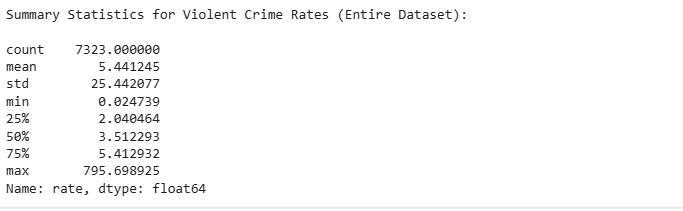 Summary Statistics for Violent Crime Rates (Entire Dataset):
count 7323.000000
mean 5.441245
std 25.442077
min 0.024739
25% 2.040464
50% 3.512293
75% 5.412932
max 795.698925
Name: rate, dtype: float64